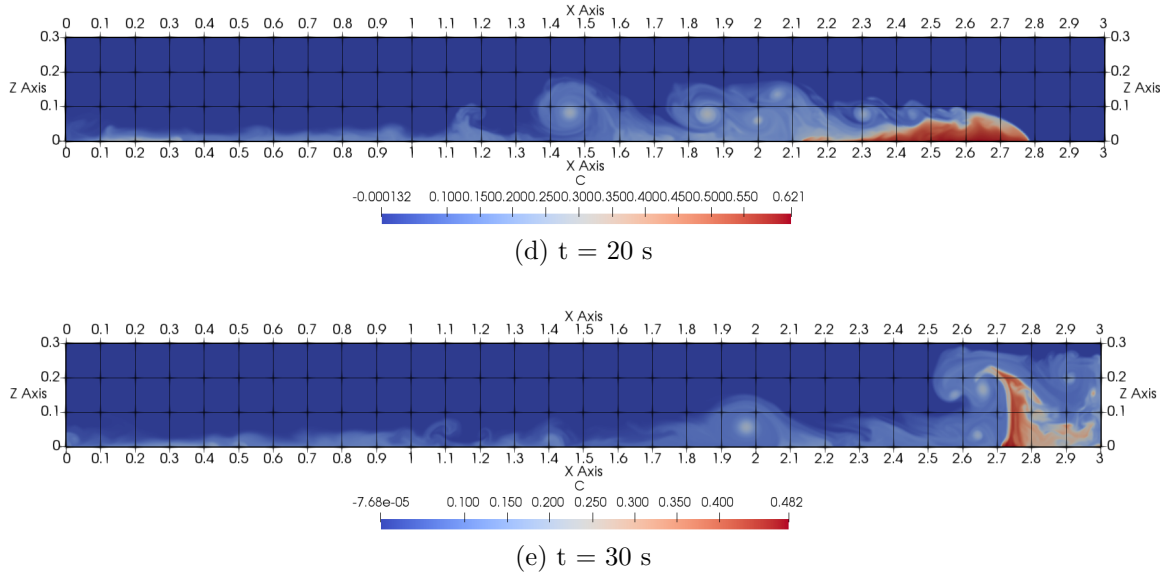 X Axis
0 0.1 0.2 0.3 0.4 0.5 0.6 0.7 0.8 0.9 1 1.1 1.2 1.3 1.4 1.5 1.6 1.7 1.8 1.9 2 2.1 2.2 2.3 2.4 2.5 2.6 2.7 2.8 2.9 3
0.3 0.3
0.2 0.2
Z Axis Z Axis
0.1 0.1
0 0
0 0.1 0.2 0.3 0.4 0.5 0.6 0.7 0.8 0.9 1 1.1 1.2 1.3 1.4 1.5 1.6 1.7 1.8 1.9 2 2.1 2.2 2.3 2.4 2.5 2.6 2.7 2.8 2.9 3
X Axis
C
-0.000132 0.1000.1500.2000.2500.3000.3500.4000.4500.5000.550 0.621
(d) t = 20 s
0 0.1 0.2 0.3 0.4 0.5 0.6 0.7 0.8 0.9 1 1.1 1.2 1.3 1.4 1.5 1.6 1.7 1.8 1.9 2 2.1 2.2 2.3 2.4 2.5 2.6 2.7 2.8 2.9 3
X Axis
0.3 0.3
0.2 0.2
Z Axis Z Axis
0.1 0.1
0 0
0 0.1 0.2 0.3 0.4 0.5 0.6 0.7 0.8 0.9 1 1.1 1.2 1.3 1.4 1.5 1.6 1.7 1.8 1.9 2 2.1 2.2 2.3 2.4 2.5 2.6 2.7 2.8 2.9 3
X Axis
C
-7.68e-05 0.100 0.150 0.200 0.250 0.300 0.350 0.400 0.482
(e) t = 30 s